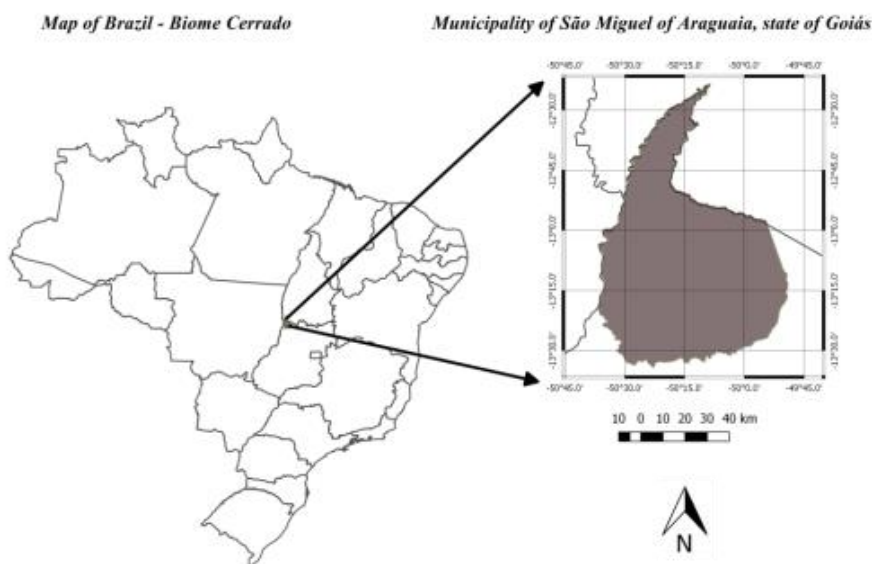 Map of Brazil - Biome Cerrado
Municipality of São Miguel of Araguaia, state of Goiás
-50°45.0' -50°30.0' -50°15.0' -50°0.0' -49°45.0'
-12°30.0' -12°30.0'
-12°45.0' -12°45.0'
-13°0.0' -13°0.0'
-13°15.0' -13°15.0'
-13°30.0' -13°30.0'
-50°45.0' -50°30.0' -50°15.0' -50°0.0' -49°45.0'
10 0 10 20 30 40 km
N